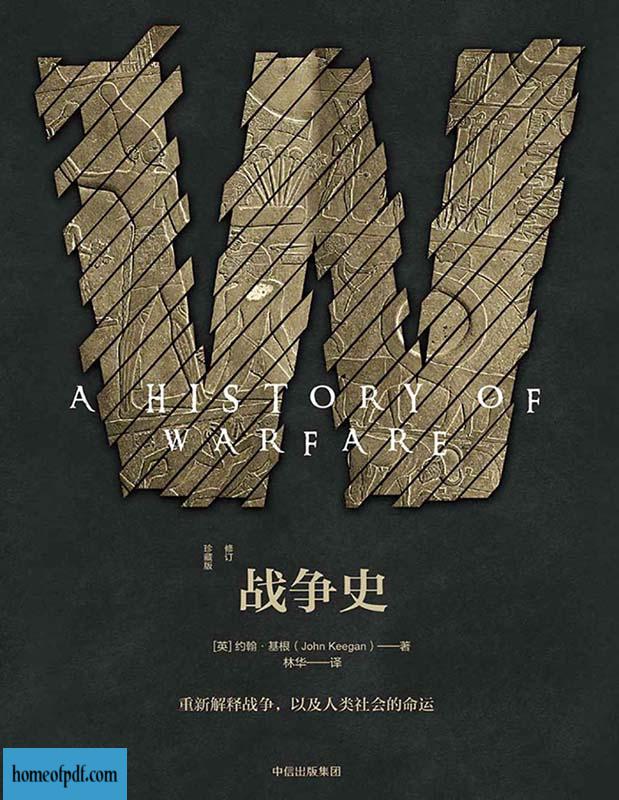 W
A HISTORY OF
WARFARE
修订
珍藏版
战争史
[英] 约翰·基根（John Keegan）——著
林华——译
重新解释战争，以及人类社会的命运
中信出版集团
homeofpdf.com